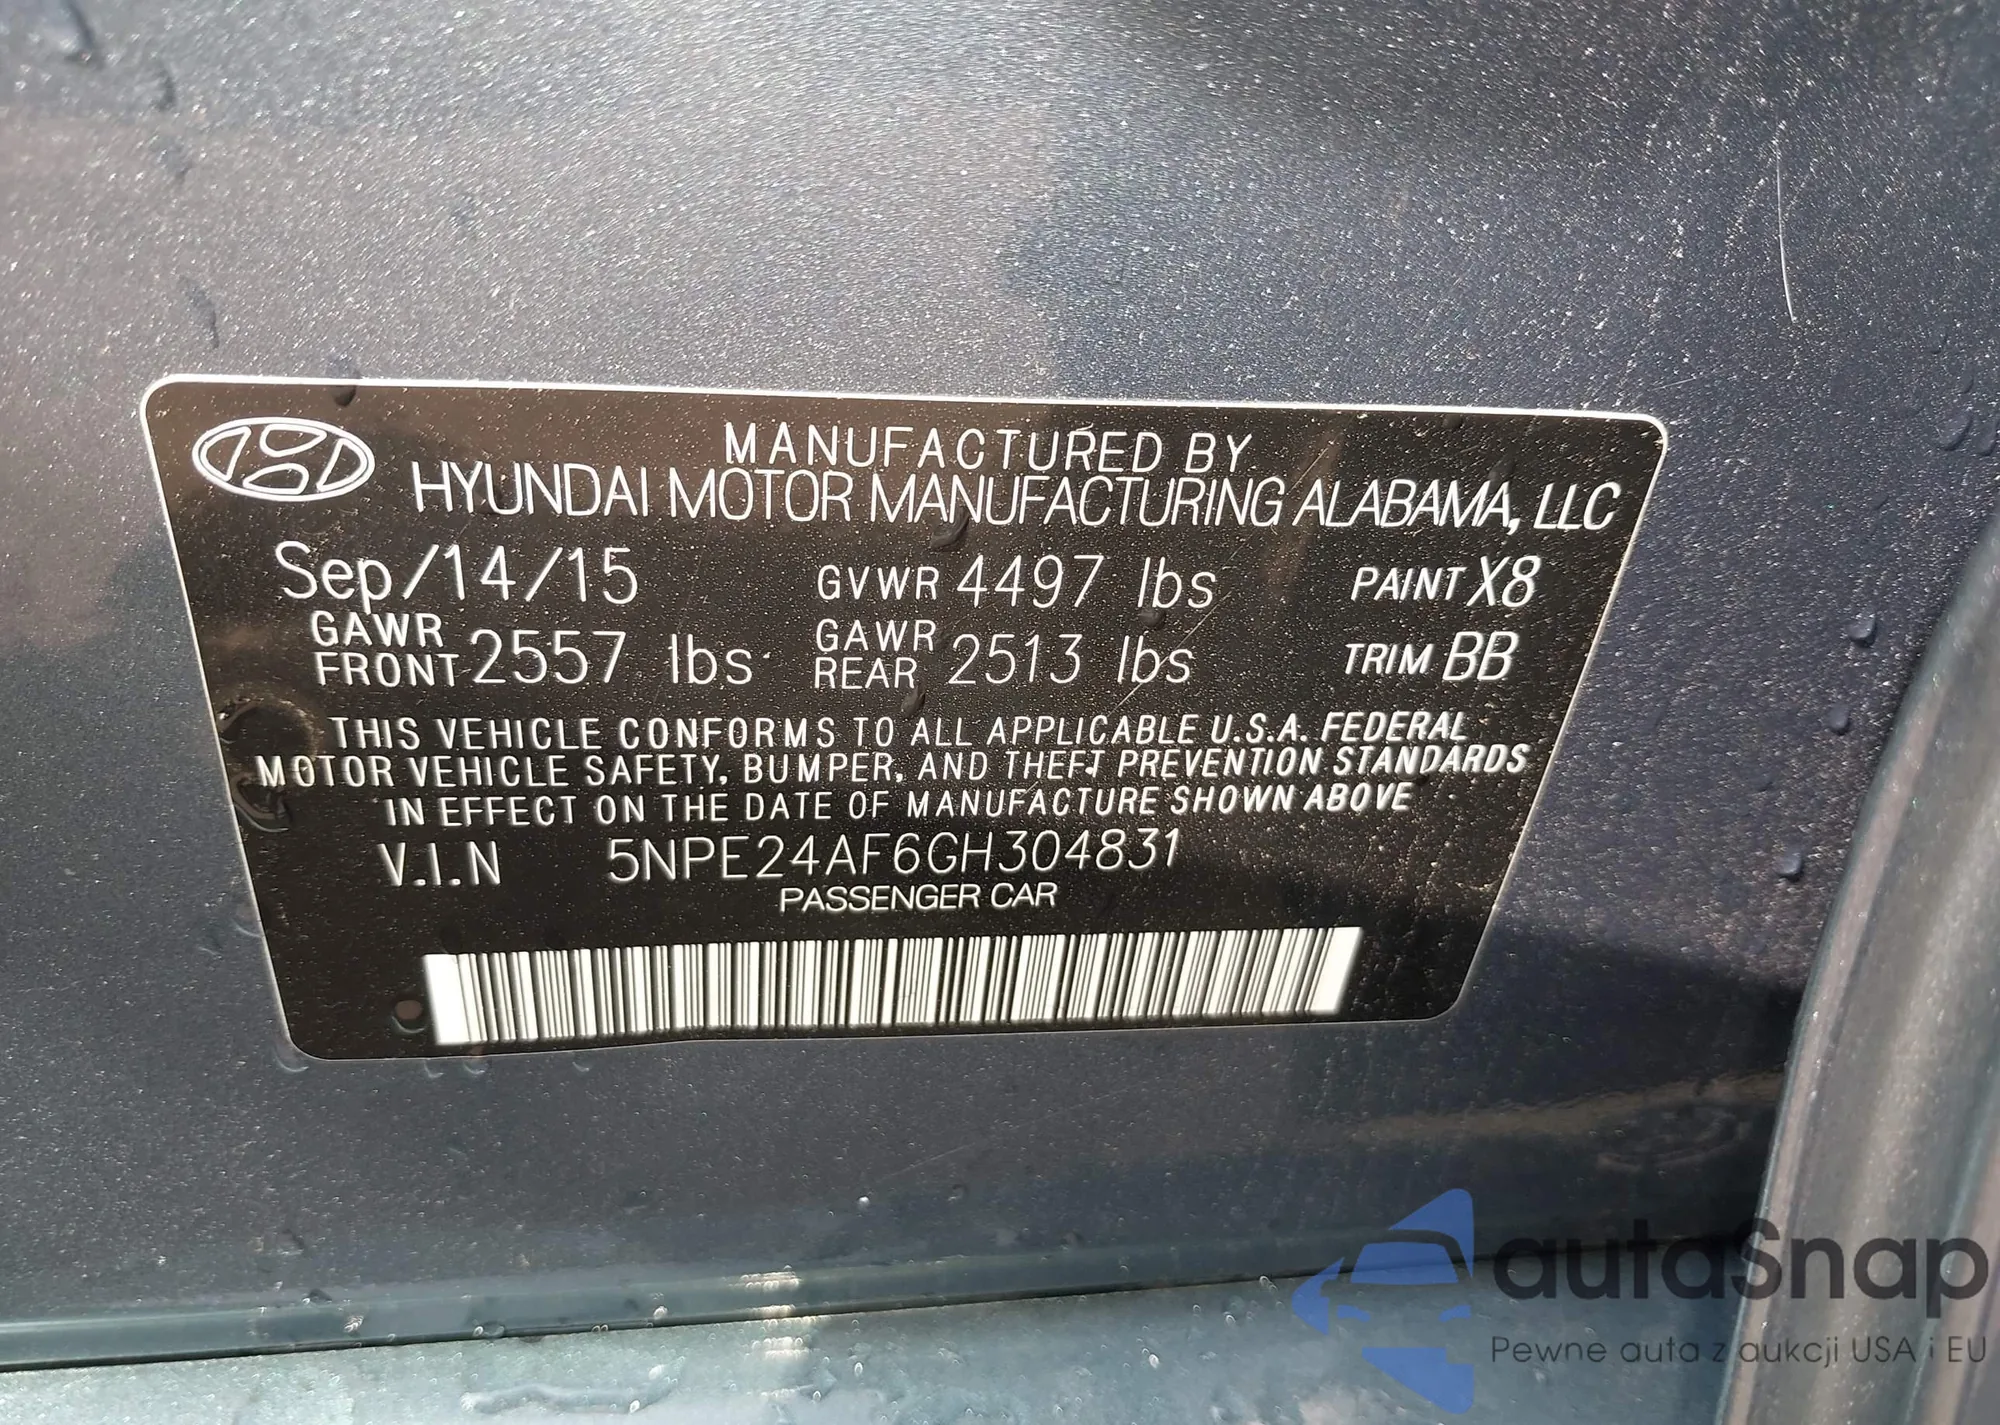 MANUFACTURED BY
HYUNDAI MOTOR MANUFACTURING ALABAMA, LLC
Sep/14/15 GVWR 4497 lbs PAINT X8
GAWR FRONT 2557 lbs GAWR REAR 2513 lbs TRIM BB
THIS VEHICLE CONFORMS TO ALL APPLICABLE U.S.A. FEDERAL
MOTOR VEHICLE SAFETY, BUMPER, AND THEFT PREVENTION STANDARDS
IN EFFECT ON THE DATE OF MANUFACTURE SHOWN ABOVE
V.I.N 5NPE24AF6GH304831
PASSENGER CAR
autoSnap
Pewne auta z aukcji USA i EU